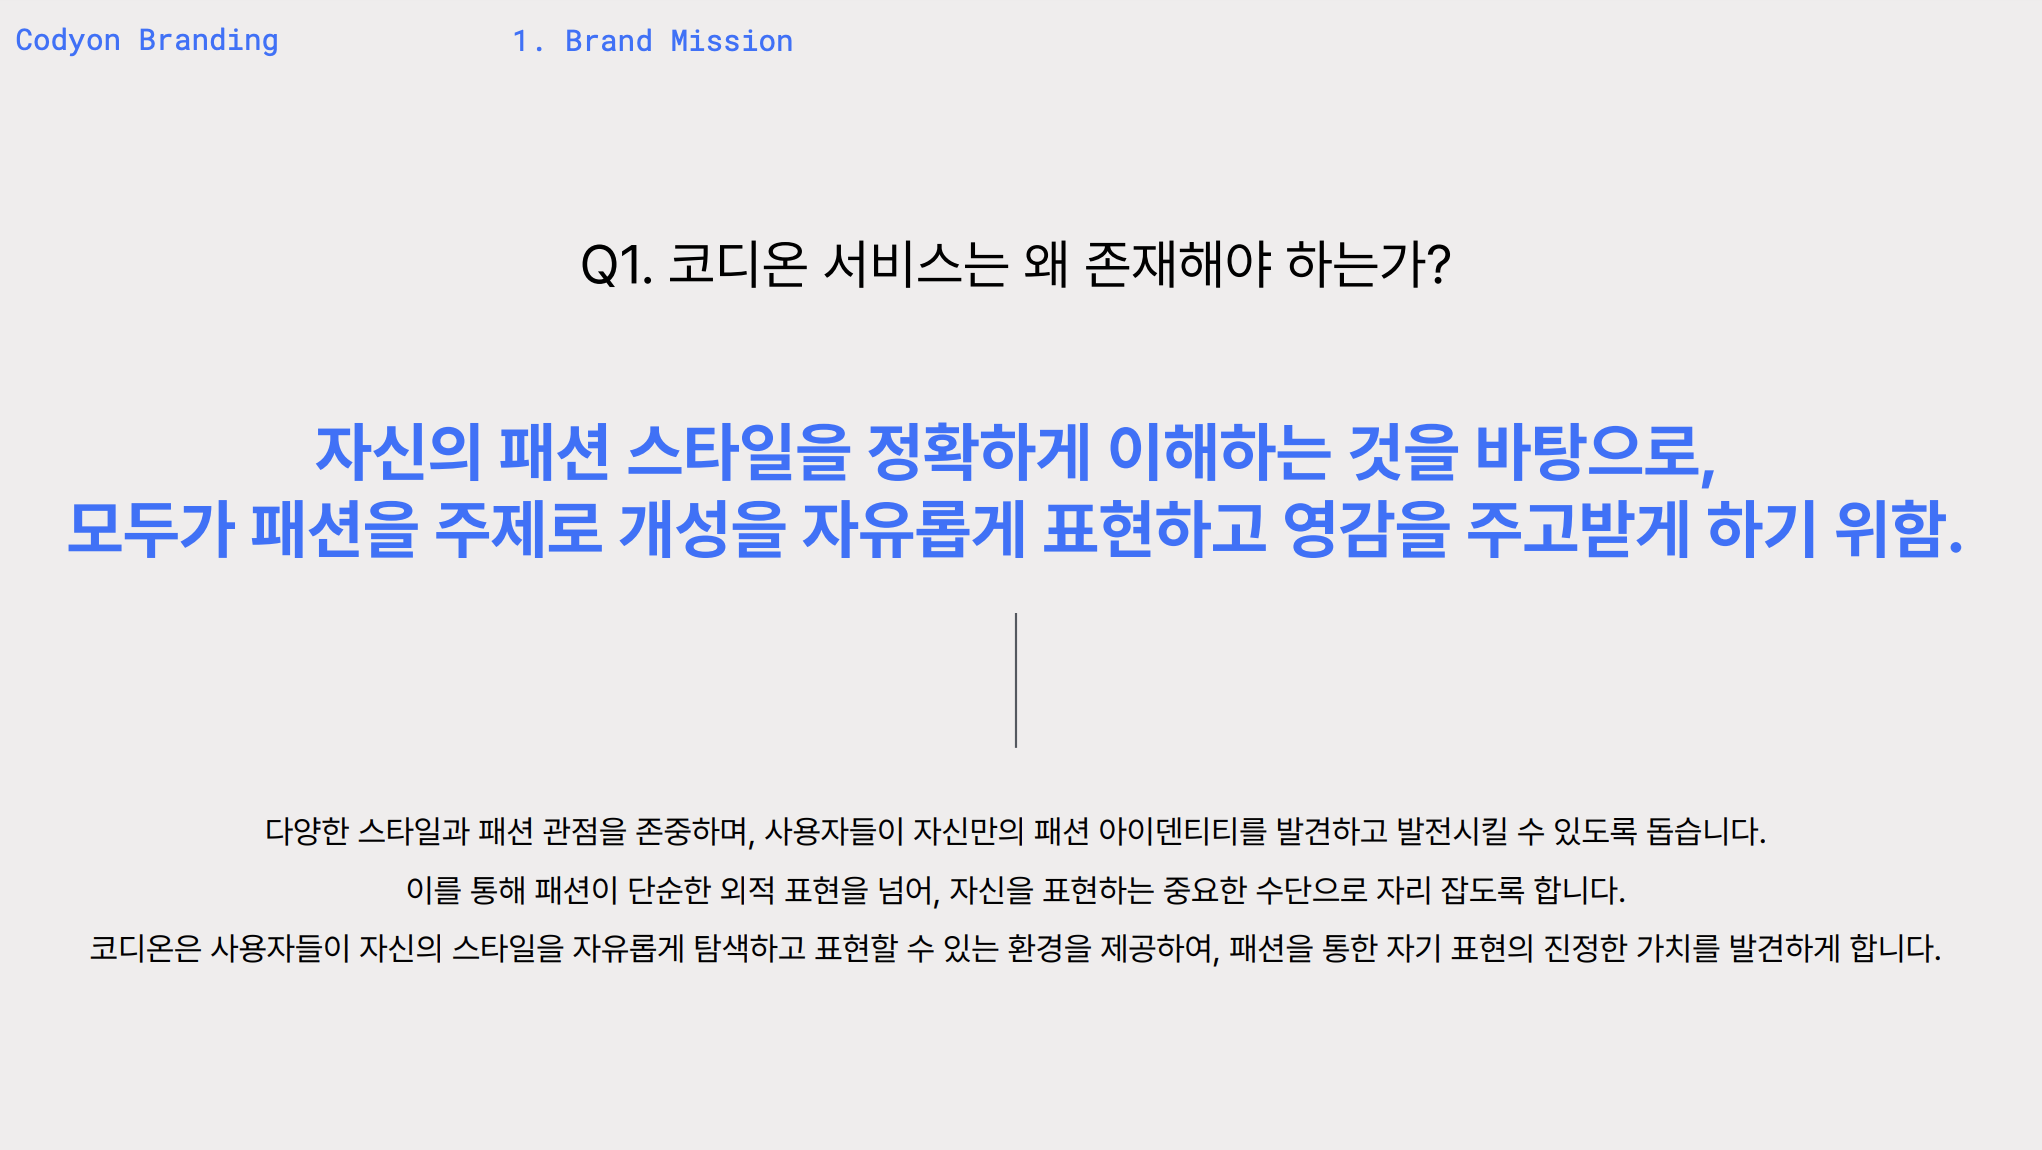 Codyon Branding
1. Brand Mission
Q1. 코디온 서비스는 왜 존재해야 하는가?
자신의 패션 스타일을 정확하게 이해하는 것을 바탕으로,
모두가 패션을 주제로 개성을 자유롭게 표현하고 영감을 주고받게 하기 위함.
다양한 스타일과 패션 관점을 존중하며, 사용자들이 자신만의 패션 아이덴티티를 발견하고 발전시킬 수 있도록 돕습니다.
이를 통해 패션이 단순한 외적 표현을 넘어, 자신을 표현하는 중요한 수단으로 자리 잡도록 합니다.
코디온은 사용자들이 자신의 스타일을 자유롭게 탐색하고 표현할 수 있는 환경을 제공하여, 패션을 통한 자기 표현의 진정한 가치를 발견하게 합니다.